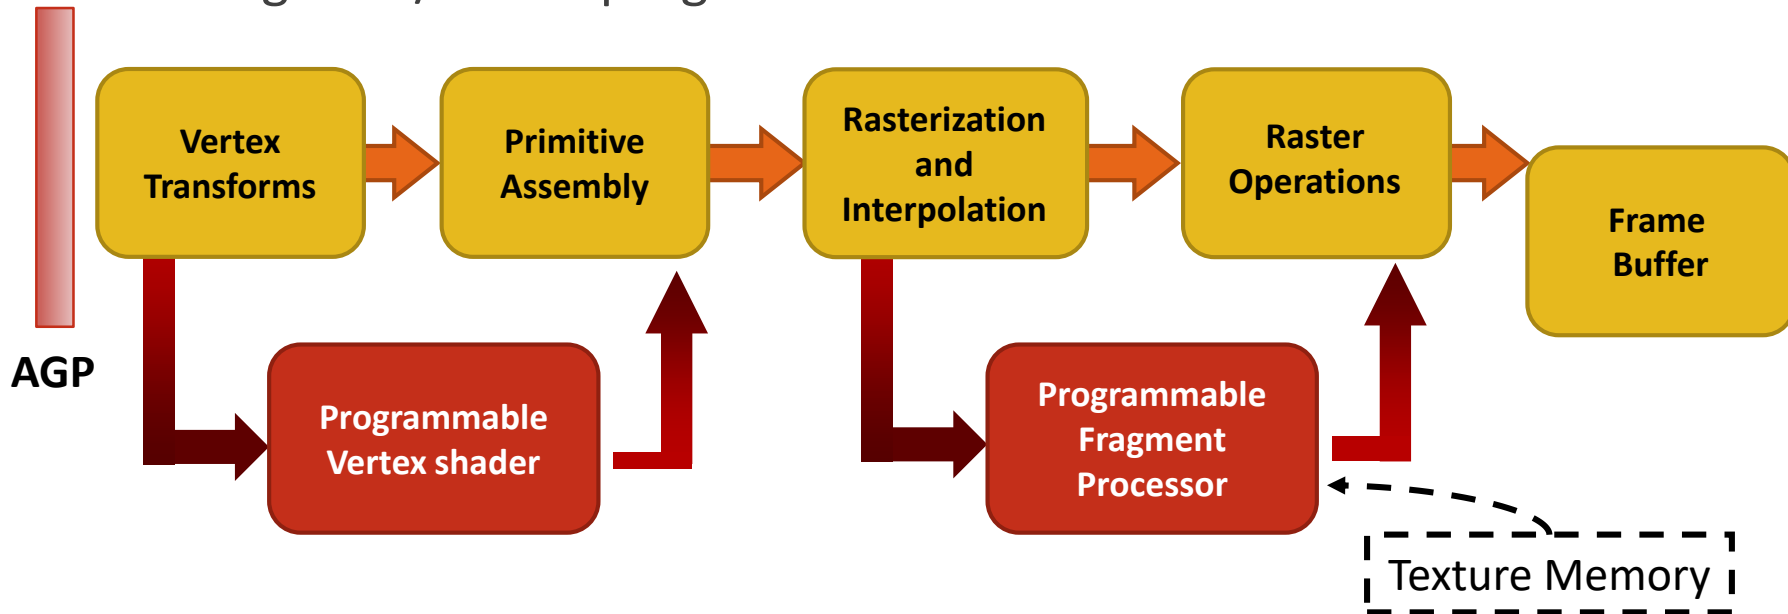 AGP
Vertex
Transforms
Primitive
Assembly
Rasterization
and
Interpolation
Raster
Operations
Frame
Buffer
Programmable
Vertex shader
Programmable
Fragment
Processor
Texture Memory